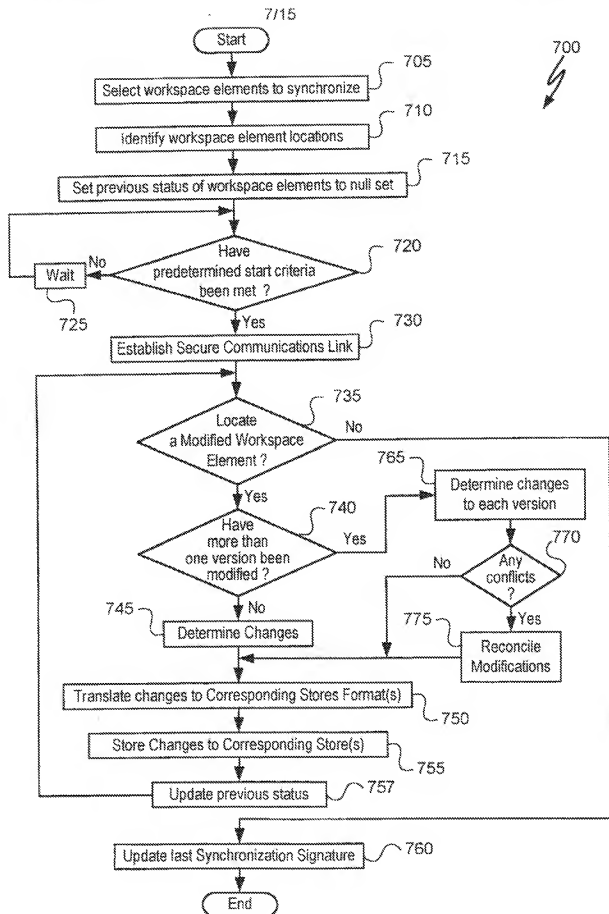 7/15
Start
700
705
Select workspace elements to synchronize
710
Identify workspace element locations
715
Set previous status of workspace elements to null set
720
Have
predetermined start criteria
been met ?
No
Wait
725
Yes
730
Establish Secure Communications Link
735
Locate
a Modified Workspace
Element ?
No
Yes
765
Determine changes
to each version
740
Have
more than
one version been
modified ?
Yes
770
Any
conflicts
?
No
No
Yes
745
Determine Changes
775
Reconcile
Modifications
Translate changes to Corresponding Stores Format(s)
750
Store Changes to Corresponding Store(s)
755
Update previous status
757
Update last Synchronization Signature
760
End